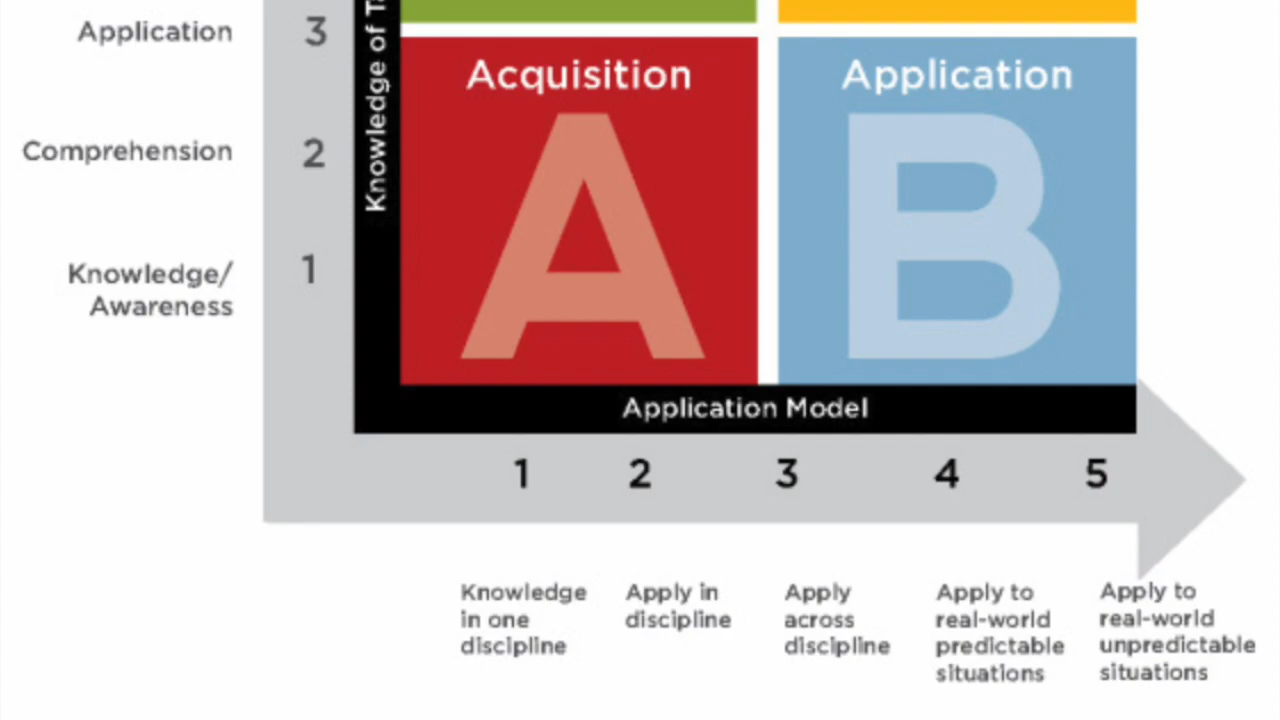 Application
3
Knowledge of
Acquisition
Application
Comprehension
2
A
B
Knowledge/
Awareness
1
Application Model
1 2 3 4 5
Knowledge
in one
discipline
Apply in
discipline
Apply
across
discipline
Apply to
real-world
predictable
situations
Apply to
real-world
unpredictable
situations